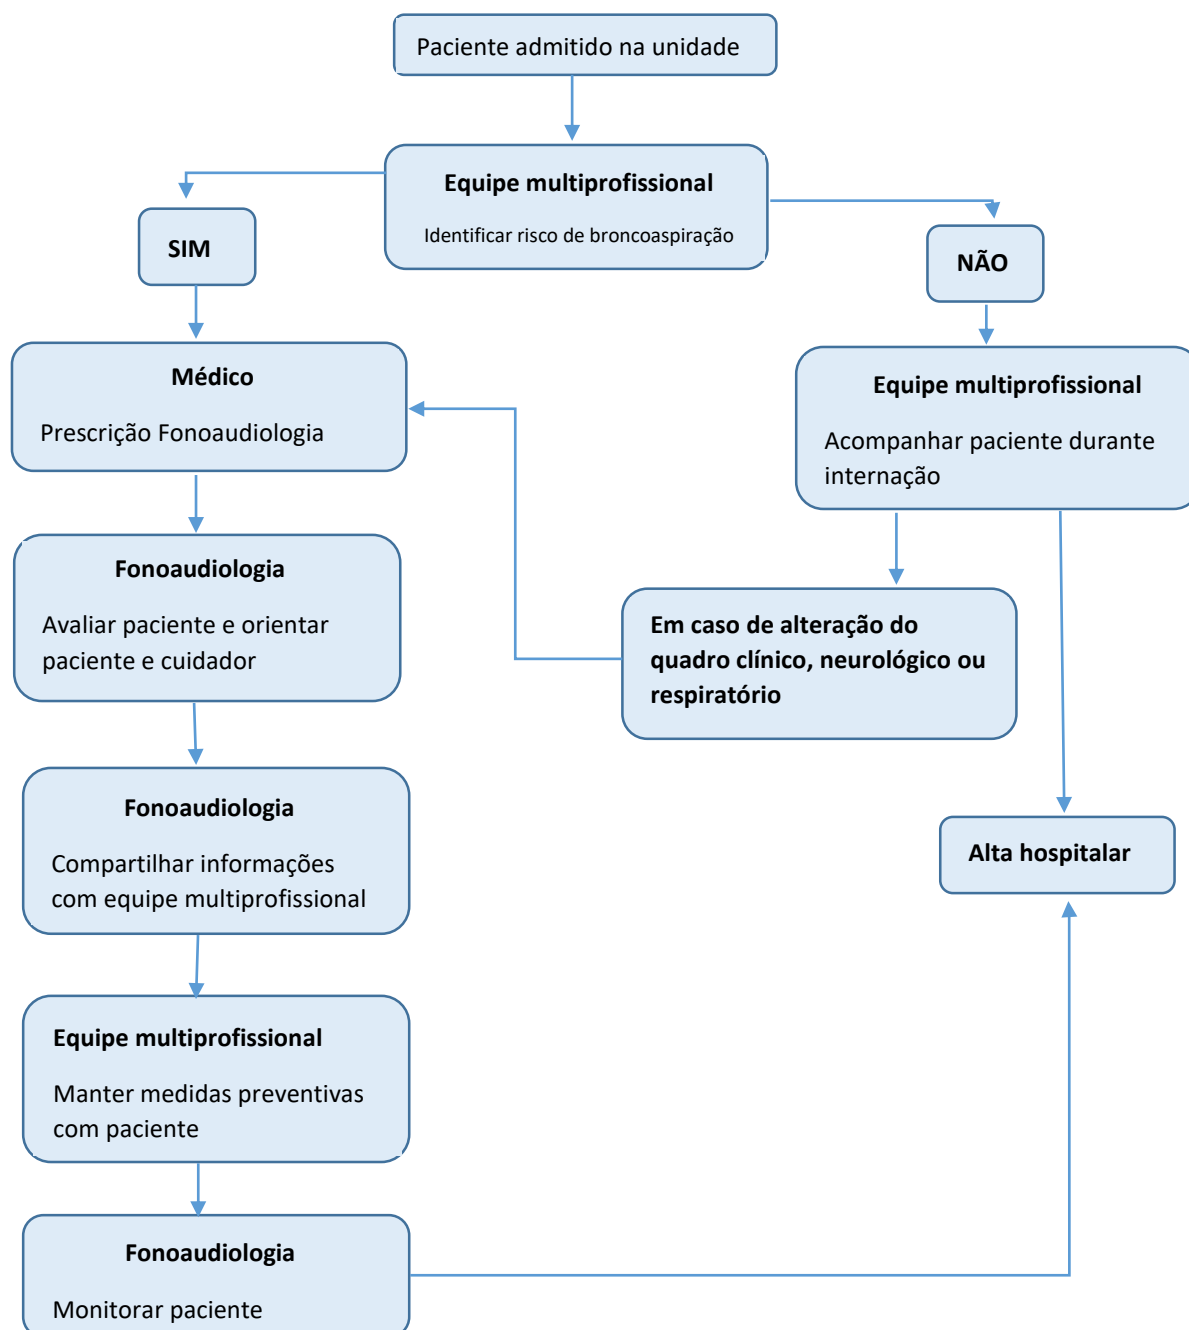 Paciente admitido na unidade
Equipe multiprofissional
Identificar risco de broncoaspiração
SIM
NÃO
Médico
Prescrição Fonoaudiologia
Equipe multiprofissional
Acompanhar paciente durante
internação
Fonoaudiologia
Avaliar paciente e orientar
paciente e cuidador
Em caso de alteração do
quadro clínico, neurológico ou
respiratório
Fonoaudiologia
Compartilhar informações
com equipe multiprofissional
Alta hospitalar
Equipe multiprofissional
Manter medidas preventivas
com paciente
Fonoaudiologia
Monitorar paciente